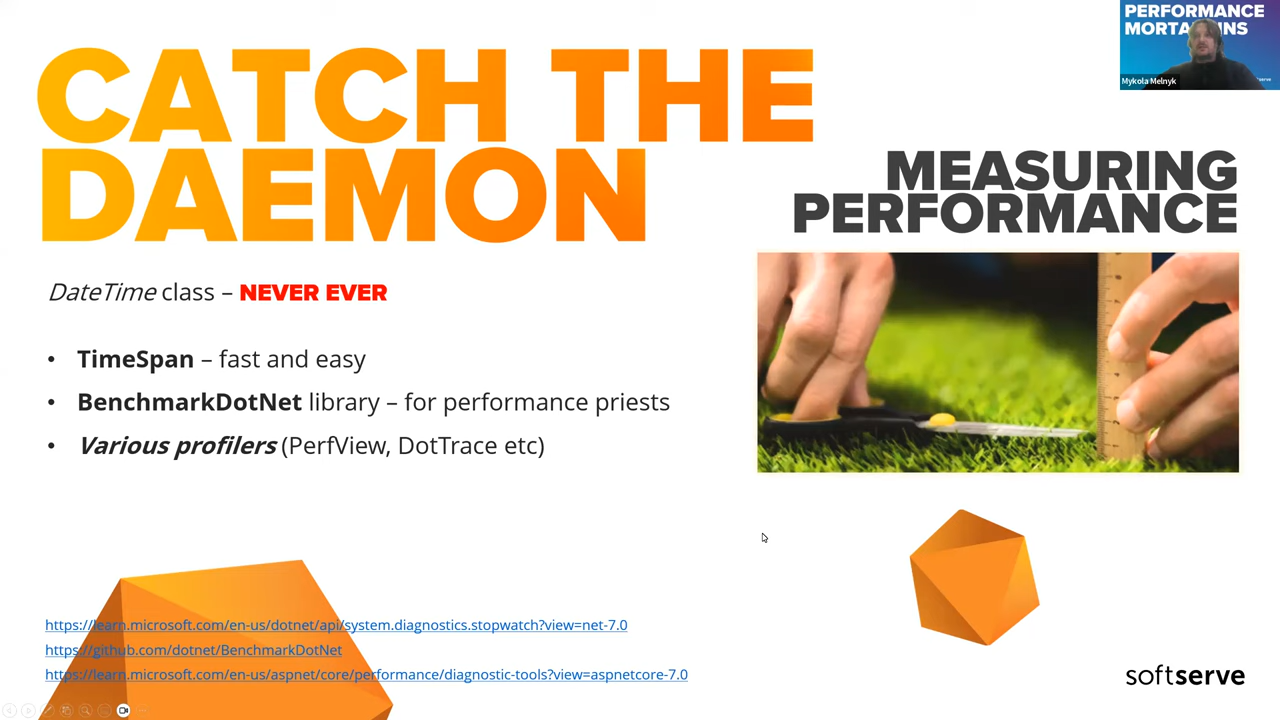 CATCH THE
DAEMON
PERFORMANCE
MORTAL SINS
Mykola Melnyk
MEASURING
PERFORMANCE
DateTime class – NEVER EVER
• TimeSpan – fast and easy
• BenchmarkDotNet library – for performance priests
• Various profilers (PerfView, DotTrace etc)
https://learn.microsoft.com/en-us/dotnet/api/system.diagnostics.stopwatch?view=net-7.0
https://github.com/dotnet/BenchmarkDotNet
https://learn.microsoft.com/en-us/aspnet/core/performance/diagnostic-tools?view=aspnetcore-7.0
softserve